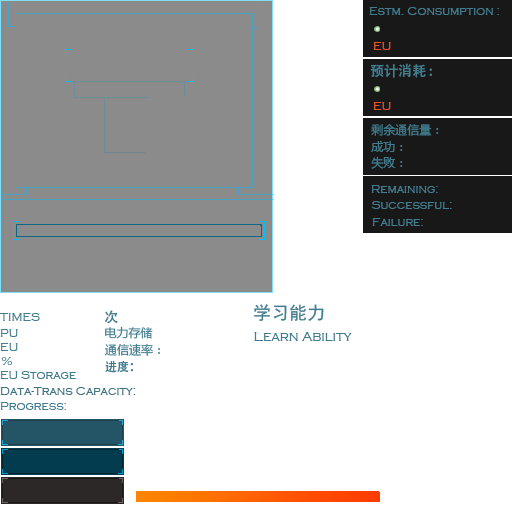 Estm. Consumption :
EU
预计消耗 :
EU
剩余通信量 :
成功 :
失败 :
Remaining:
Successful:
Failure:
学习能力
Learn Ability
TIMES
PU
EU
%
EU Storage
Data-Trans Capacity:
Progress:
次
电力存储
通信速率 :
进度: